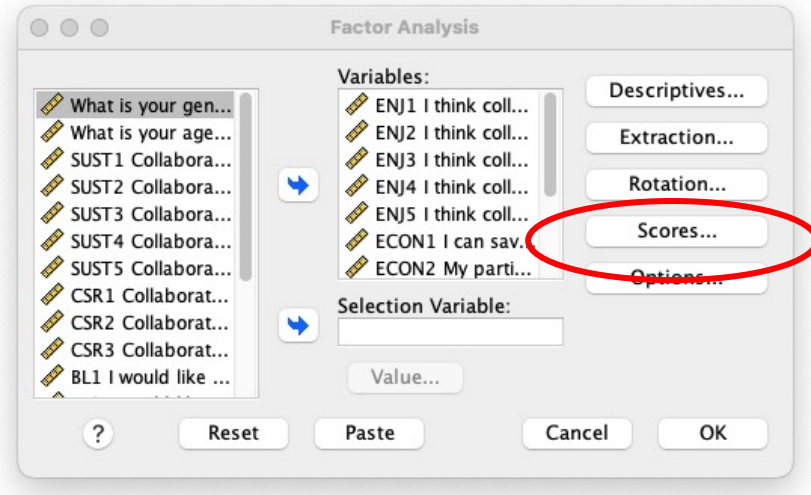 Factor Analysis
What is your gen...
What is your age...
SUST1 Collabora...
SUST2 Collabora...
SUST3 Collabora...
SUST4 Collabora...
SUST5 Collabora...
CSR1 Collaborat...
CSR2 Collaborat...
CSR3 Collaborat...
BL1 I would like ...
Variables:
ENJ1 I think coll...
ENJ2 I think coll...
ENJ3 I think coll...
ENJ4 I think coll...
ENJ5 I think coll...
ECON1 I can sav...
ECON2 My parti...
Selection Variable:
Value...
Descriptives...
Extraction...
Rotation...
Scores...
Options...
?
Reset
Paste
Cancel
OK